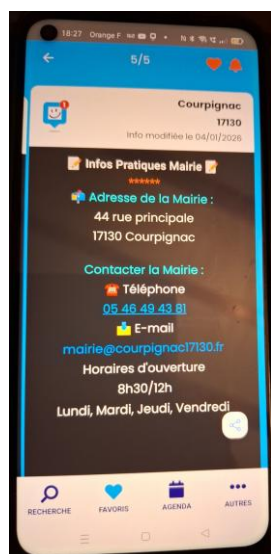 18:27 Orange F
5/5
Courpignac
17130
Info modifiée le 04/01/2026
Infos Pratiques Mairie
******
Adresse de la Mairie :
44 rue principale
17130 Courpignac
Contacter la Mairie :
Téléphone
05 46 49 43 81
E-mail
mairie@courpignac17130.fr
Horaires d'ouverture
8h30/12h
Lundi, Mardi, Jeudi, Vendredi
RECHERCHE
FAVORIS
AGENDA
AUTRES